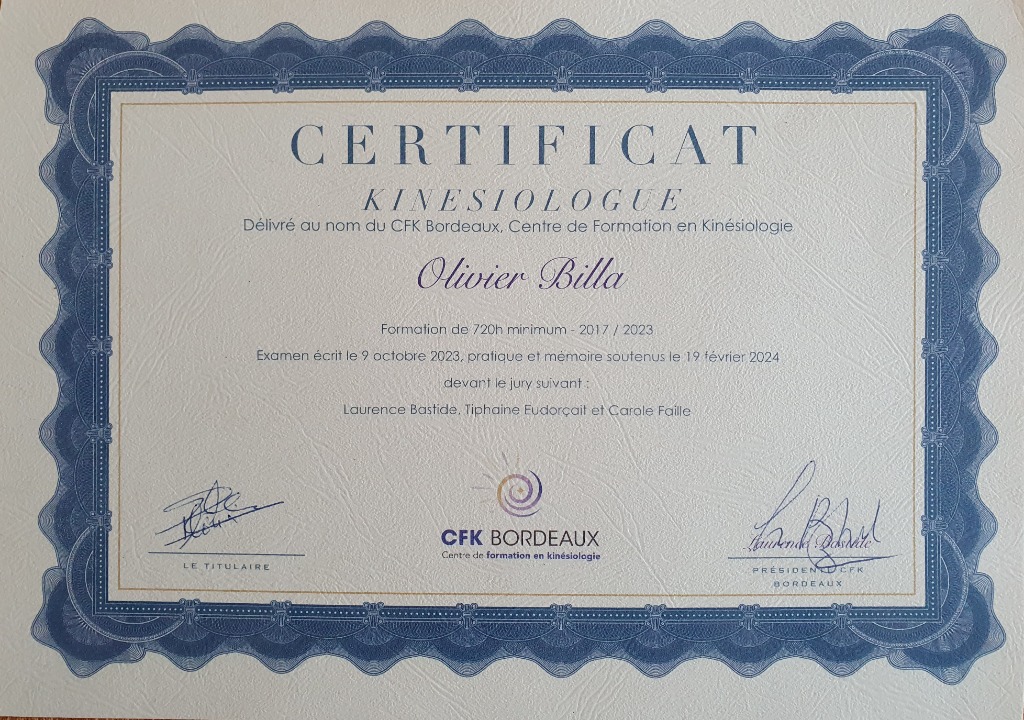 CERTIFICAT
KINESIOLOGUE
Délivré au nom du CFK Bordeaux, Centre de Formation en Kinésiologie
Olivier Billa
Formation de 720h minimum - 2017 / 2023
Examen écrit le 9 octobre 2023, pratique et mémoire soutenus le 19 février 2024
devant le jury suivant :
Laurence Bastide, Tiphaine Eudorçait et Carole Faille
CFK BORDEAUX
Centre de formation en kinésiologie
LE TITULAIRE
Laurence Bastide
PRÉSIDENTE CFK
BORDEAUX